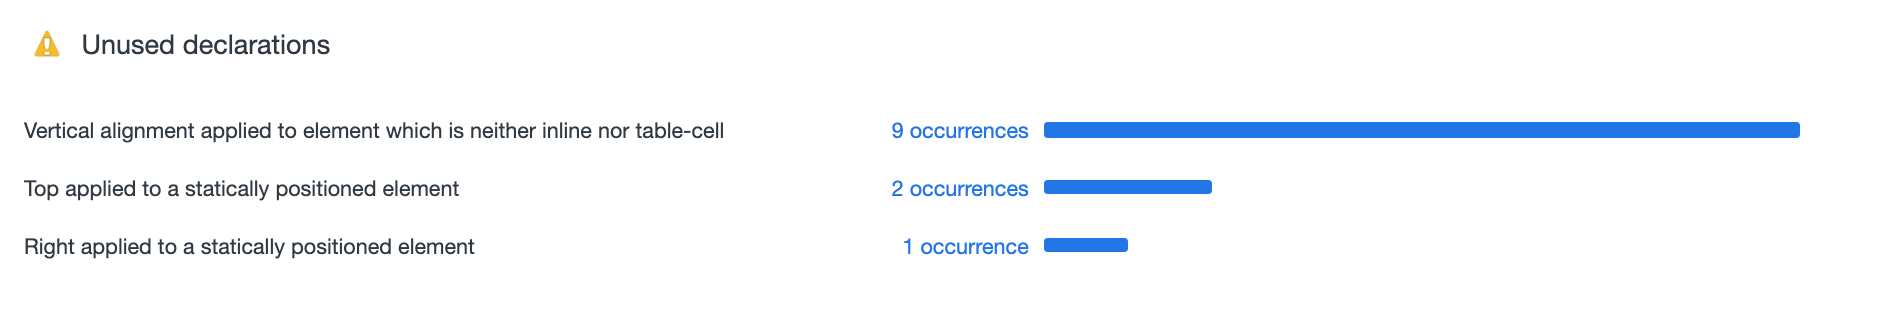 Unused declarations
Vertical alignment applied to element which is neither inline nor table-cell 9 occurrences
Top applied to a statically positioned element 2 occurrences
Right applied to a statically positioned element 1 occurrence